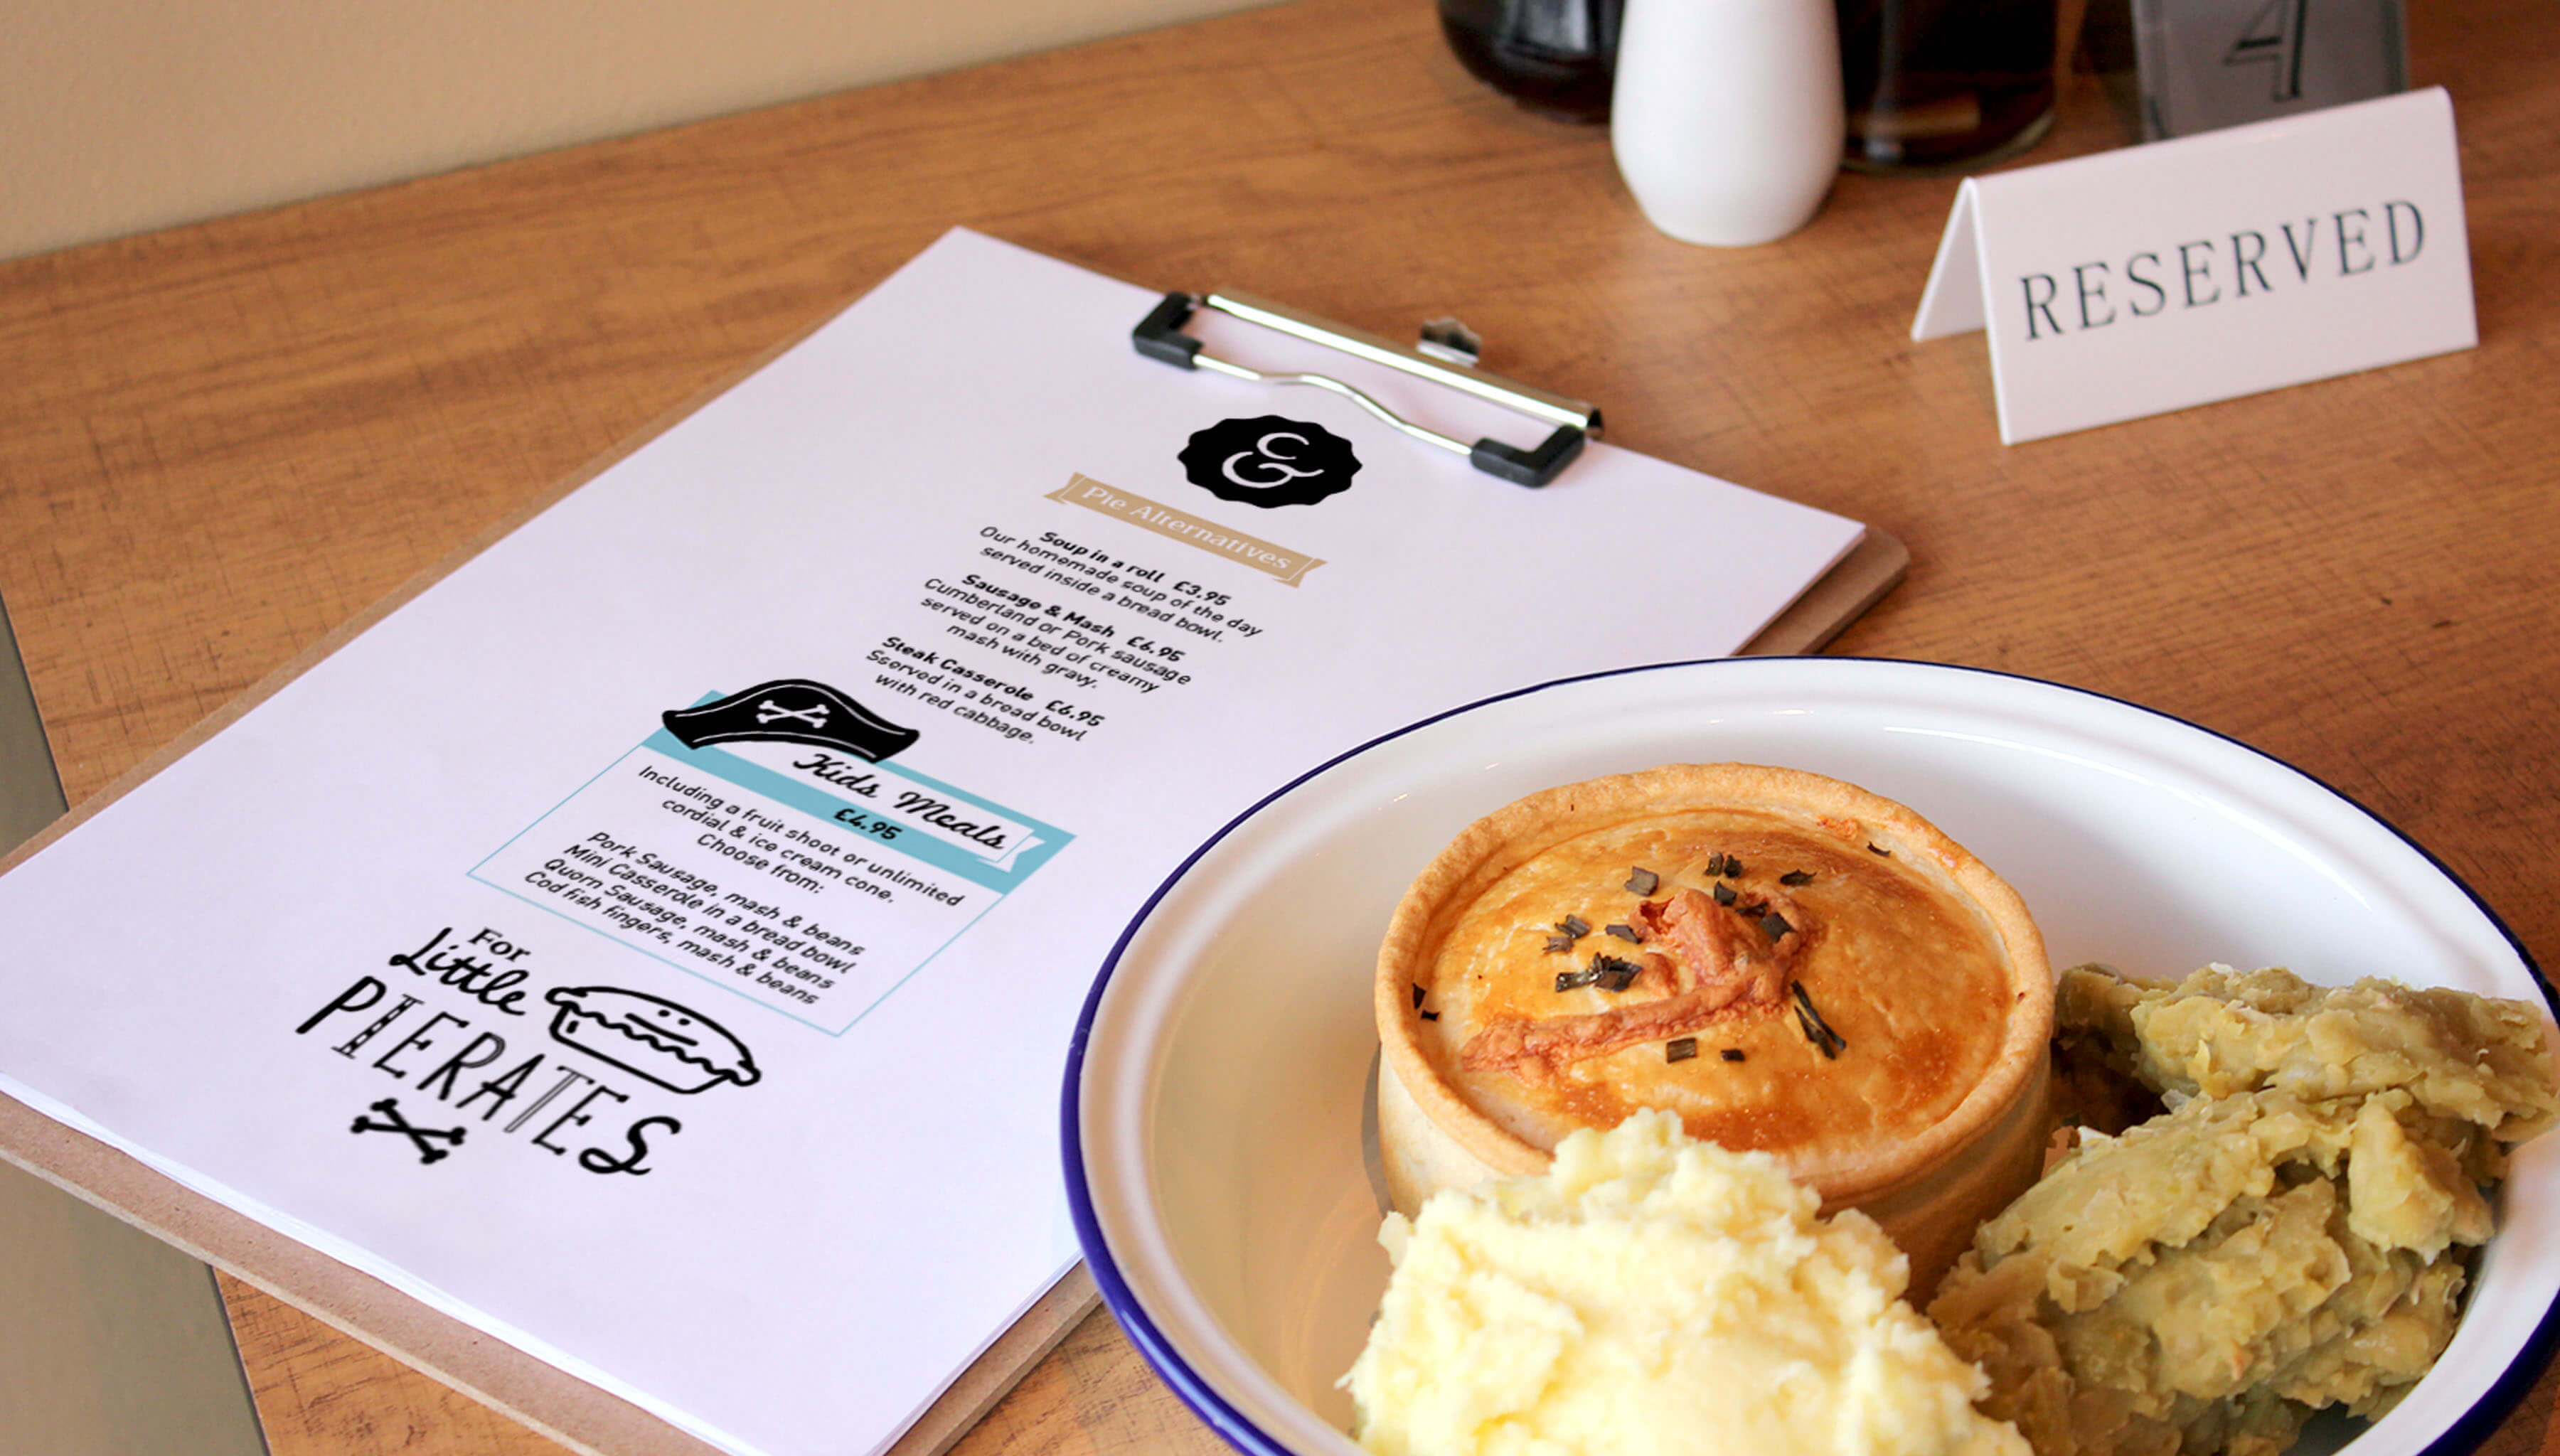 4
RESERVED
&
Pie Alternatives
Soup in a roll £3.95
Our homemade soup of the day
served inside a bread bowl.
Sausage & Mash £6.95
Cumberland or Pork sausage
served on a bed of creamy
mash with gravy.
Steak Casserole £6.95
Sserved in a bread bowl
with red cabbage.
Kids Meals
£4.95
Including a fruit shoot or unlimited
cordial & ice cream cone.
Choose from:
Pork Sausage, mash & beans
Mini Casserole in a bread bowl
Quorn Sausage, mash & beans
Cod fish fingers, mash & beans
For
Little
PIERATES